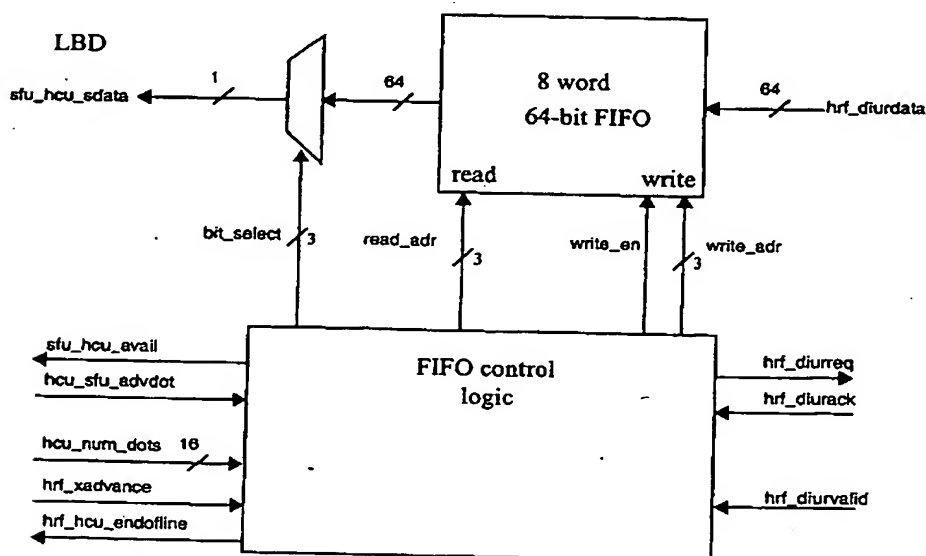 LBD
sfu_hcu_sdata
1
64
8 word
64-bit FIFO
64
hrf_diurdata
read
write
bit_select
3
read_adr
3
write_en
write_adr
3
sfu_hcu_avail
hcu_sfu_advdot
hcu_num_dots
16
hrf_xadvance
hrf_hcu_endofline
FIFO control
logic
hrf_diurreq
hrf_diurack
hrf_diurvalid